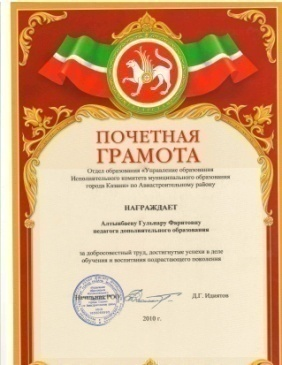 ПОЧЕТНАЯ
ГРАМОТА
Отдел образования «Управление образования
Исполнительного комитета муниципального образования
города Казани» по Авиастроительному району
НАГРАЖДАЕТ
Алтынбаеву Гульнару Фаритовну
педагога дополнительного образования
за добросовестный труд, достигнутые успехи в деле
обучения и воспитания подрастающего поколения
Начальник РОО
Д.Г. Идиятов
2010 г.